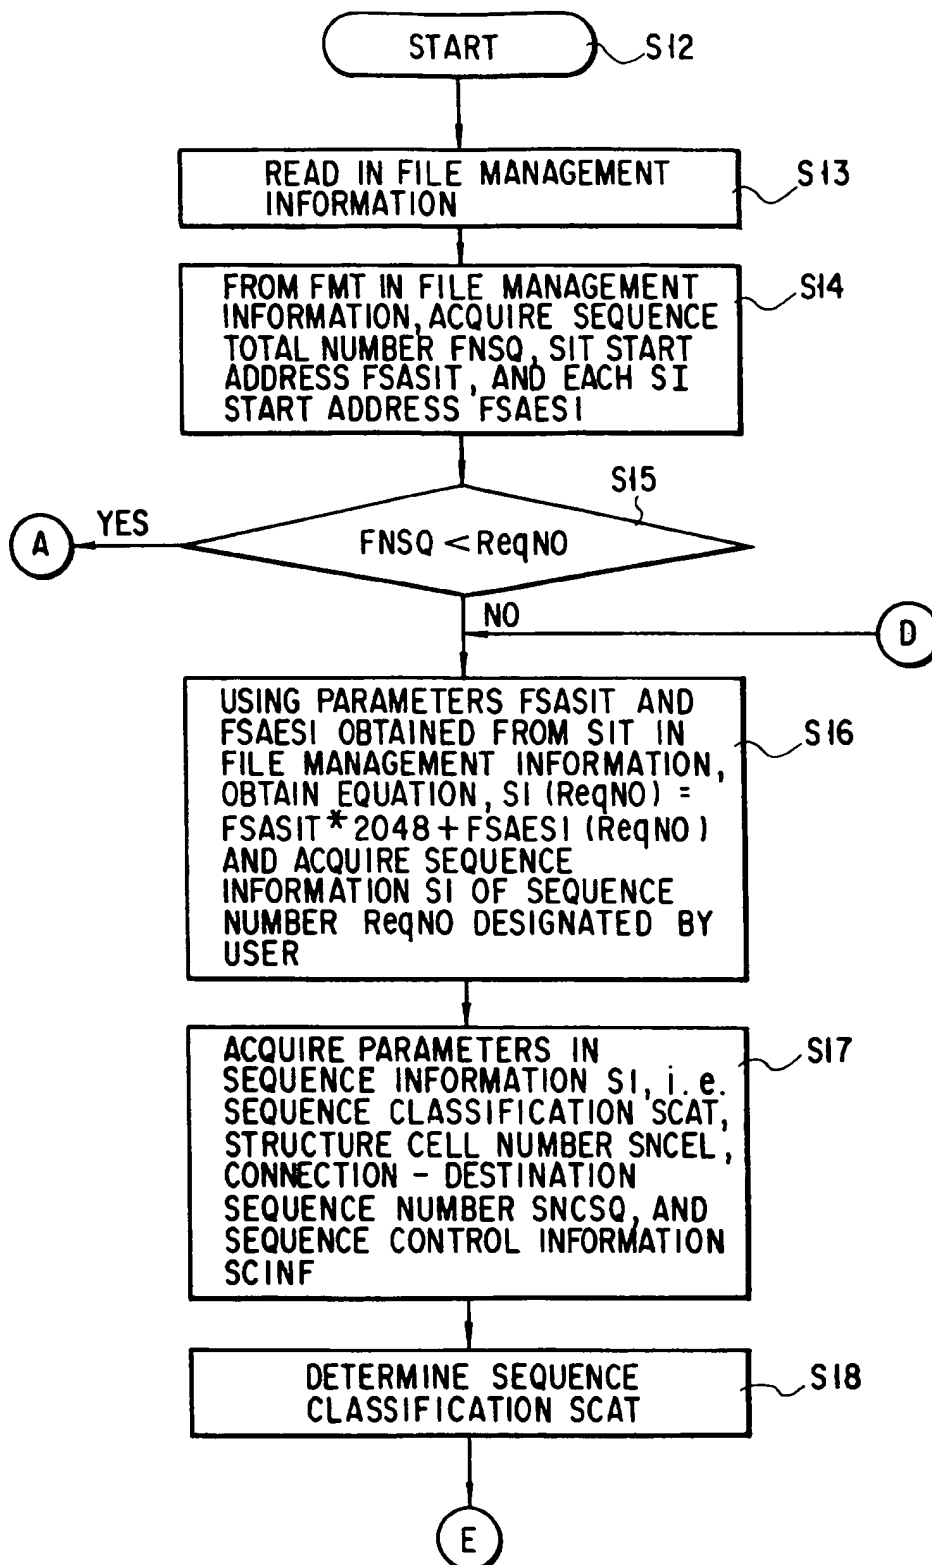 START
S12
READ IN FILE MANAGEMENT
INFORMATION
S13
FROM FMT IN FILE MANAGEMENT
INFORMATION, ACQUIRE SEQUENCE
TOTAL NUMBER FNSQ, SIT START
ADDRESS FSASIT, AND EACH SI
START ADDRESS FSAESI
S14
S15
FNSQ < ReqNO
YES
A
NO
D
USING PARAMETERS FSASIT AND
FSAESI OBTAINED FROM SIT IN
FILE MANAGEMENT INFORMATION,
OBTAIN EQUATION, SI (ReqNO) =
FSASIT * 2048 + FSAESI (ReqNO)
AND ACQUIRE SEQUENCE
INFORMATION SI OF SEQUENCE
NUMBER ReqNO DESIGNATED BY
USER
S16
ACQUIRE PARAMETERS IN
SEQUENCE INFORMATION SI, i.e.
SEQUENCE CLASSIFICATION SCAT,
STRUCTURE CELL NUMBER SNCEL,
CONNECTION - DESTINATION
SEQUENCE NUMBER SNCSQ, AND
SEQUENCE CONTROL INFORMATION
SCINF
S17
DETERMINE SEQUENCE
CLASSIFICATION SCAT
S18
E